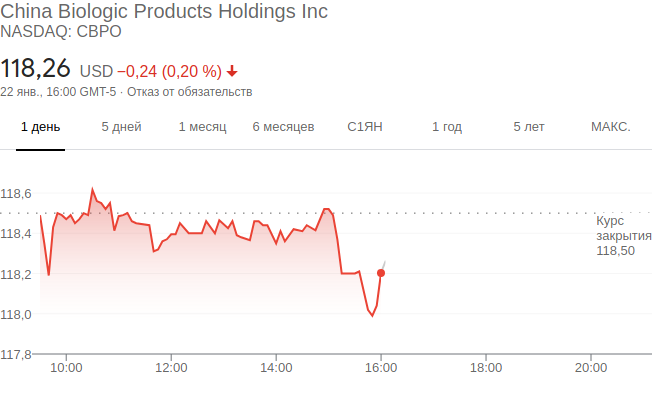 China Biologic Products Holdings Inc
NASDAQ: CBPO
118,26 USD −0,24 (0,20 %)
22 янв., 16:00 GMT-5 · Отказ от обязательств
1 день 5 дней 1 месяц 6 месяцев С1ЯН 1 год 5 лет МАКС.
118,6
Курс
118,4
закрытия
118,50
118,2
118,0
117,8
10:00 12:00 14:00 16:00 18:00 20:00